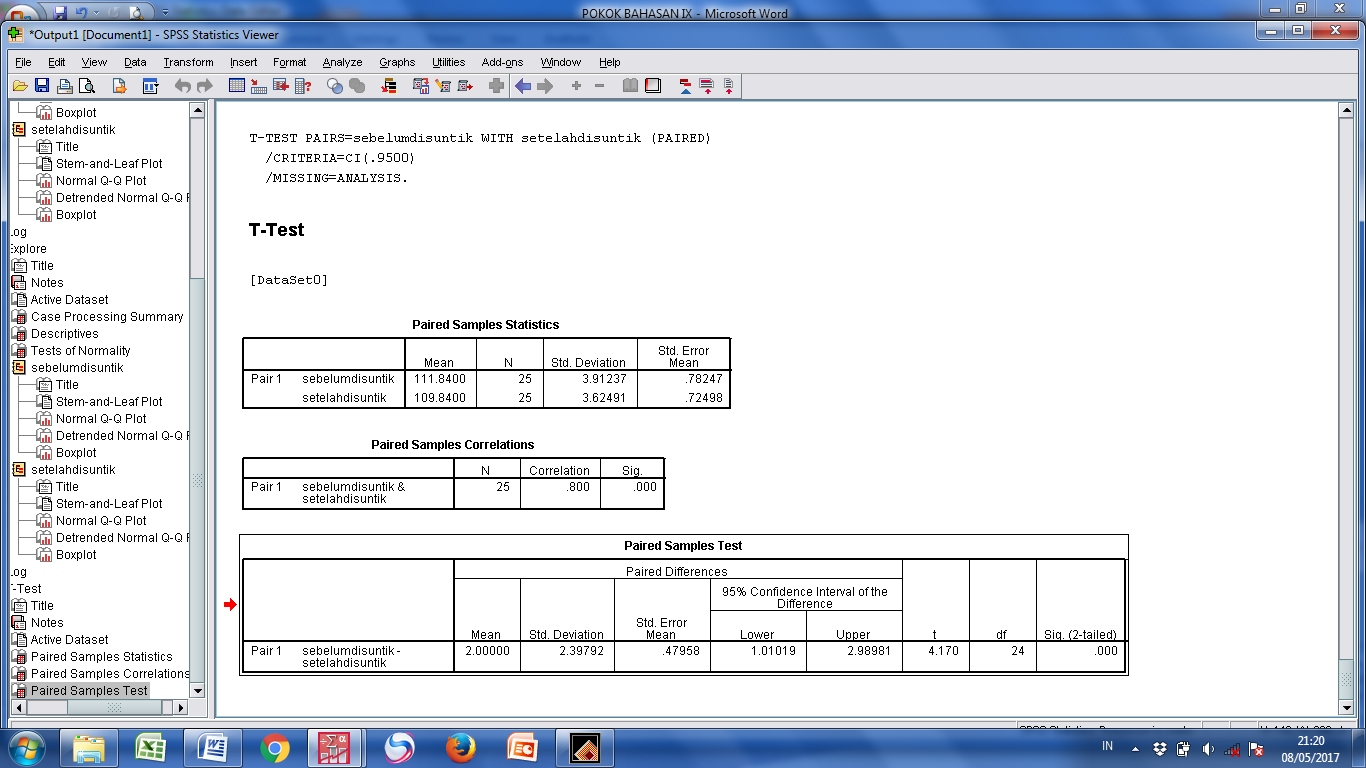 POKOK BAHASAN IX - Microsoft Word
*Output1 [Document1] - SPSS Statistics Viewer
File Edit View Data Transform Insert Format Analyze Graphs Utilities Add-ons Window Help
Boxplot
setelahdisuntik
Title
Stem-and-Leaf Plot
Normal Q-Q Plot
Detrended Normal Q-Q
Boxplot
og
Explore
Title
Notes
Active Dataset
Case Processing Summary
Descriptives
Tests of Normality
sebelumdisuntik
Title
Stem-and-Leaf Plot
Normal Q-Q Plot
Detrended Normal Q-Q
Boxplot
setelahdisuntik
Title
Stem-and-Leaf Plot
Normal Q-Q Plot
Detrended Normal Q-Q
Boxplot
og
-Test
Title
Notes
Active Dataset
Paired Samples Statistics
Paired Samples Correlations
Paired Samples Test
T-TEST PAIRS=sebelumdisuntik WITH setelahdisuntik (PAIRED)
/CRITERIA=CI(.9500)
/MISSING=ANALYSIS.
T-Test
[DataSet0]
Paired Samples Statistics
Mean N Std. Deviation Std. Error Mean
Pair 1 sebelumdisuntik 111.8400 25 3.91237 .78247
setelahdisuntik 109.8400 25 3.62491 .72498
Paired Samples Correlations
N Correlation Sig.
Pair 1 sebelumdisuntik & setelahdisuntik 25 .800 .000
Paired Samples Test
Paired Differences
95% Confidence Interval of the Difference
Mean Std. Deviation Std. Error Mean Lower Upper t df Sig. (2-tailed)
Pair 1 sebelumdisuntik - setelahdisuntik 2.00000 2.39792 .47958 1.01019 2.98981 4.170 24 .000
IN
21:20
08/05/2017